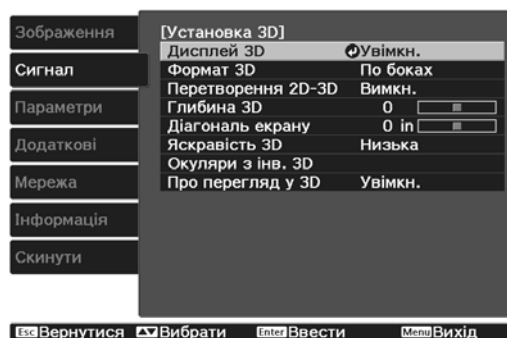 Зображення
Сигнал
Параметри
Додаткові
Мережа
Інформація
Скинути
[Установка 3D]
Дисплей 3D Увімкн.
Формат 3D По боках
Перетворення 2D-3D Вимкн.
Глибина 3D 0
Діагональ екрану 0 in
Яскравість 3D Низька
Окуляри з інв. 3D
Про перегляд у 3D Увімкн.
Esc Вернутися Вибрати Enter Ввести Menu Вихід